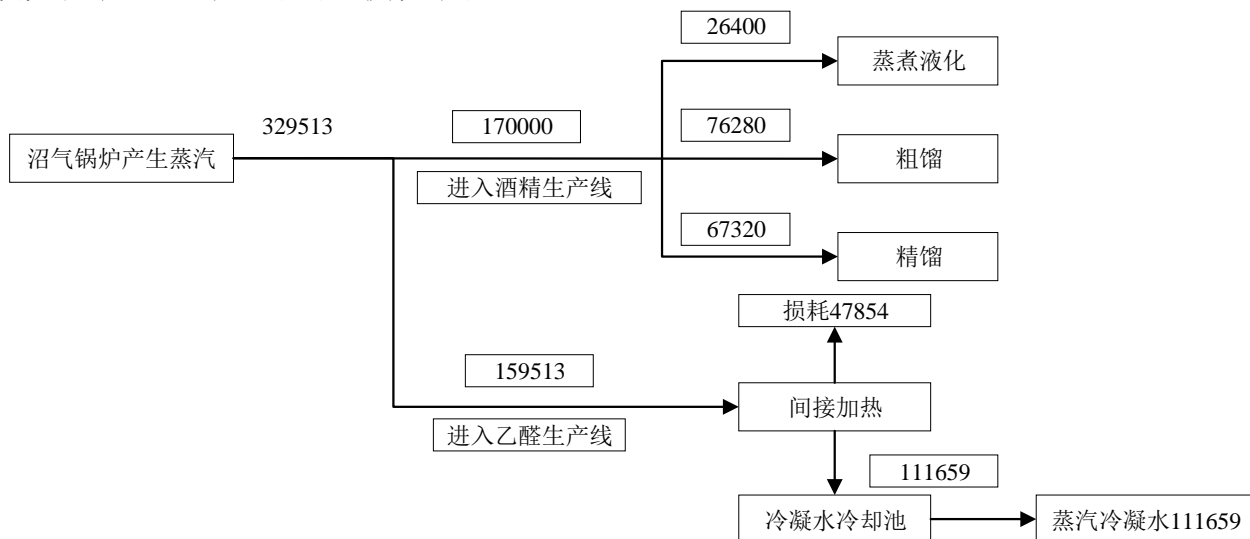 26400
蒸煮液化
329513
170000
76280
沼气锅炉产生蒸汽
粗馏
进入酒精生产线
67320
精馏
损耗47854
159513
间接加热
进入乙醛生产线
111659
冷凝水冷却池
蒸汽冷凝水111659